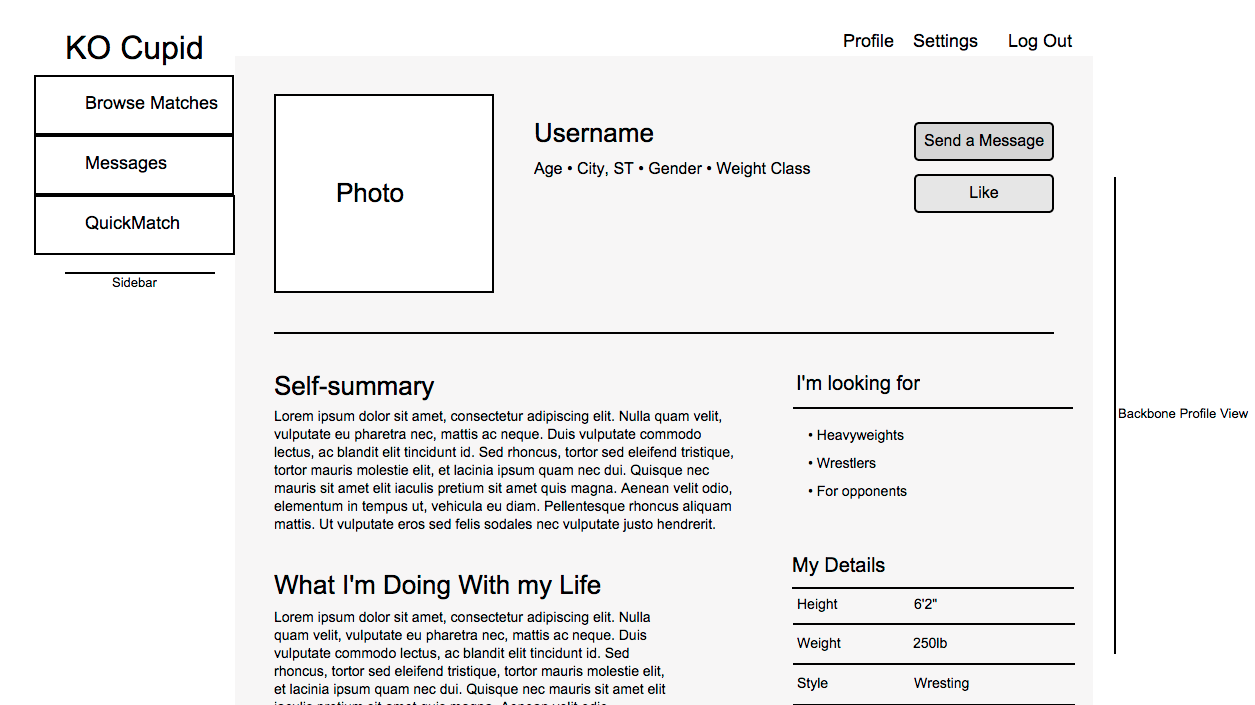 KO Cupid
Profile Settings Log Out
Browse Matches
Messages
QuickMatch
Sidebar
Photo
Username
Age • City, ST • Gender • Weight Class
Send a Message
Like
Self-summary
Lorem ipsum dolor sit amet, consectetur adipiscing elit. Nulla quam velit,
vulputate eu pharetra nec, mattis ac neque. Duis vulputate commodo
lectus, ac blandit elit tincidunt id. Sed rhoncus, tortor sed eleifend tristique,
tortor mauris molestie elit, et lacinia ipsum quam nec dui. Quisque nec
mauris sit amet elit iaculis pretium sit amet quis magna. Aenean velit odio,
elementum in tempus ut, vehicula eu diam. Pellentesque rhoncus aliquam
mattis. Ut vulputate eros sed felis sodales nec vulputate justo hendrerit.
What I'm Doing With my Life
Lorem ipsum dolor sit amet, consectetur adipiscing elit. Nulla
quam velit, vulputate eu pharetra nec, mattis ac neque. Duis
vulputate commodo lectus, ac blandit elit tincidunt id. Sed
rhoncus, tortor sed eleifend tristique, tortor mauris molestie elit,
et lacinia ipsum quam nec dui. Quisque nec mauris sit amet elit
iaculis pretium sit amet quis magna. Aenean velit odio,
I'm looking for
• Heavyweights
• Wrestlers
• For opponents
My Details
Height 6'2"
Weight 250lb
Style Wresting
Backbone Profile View